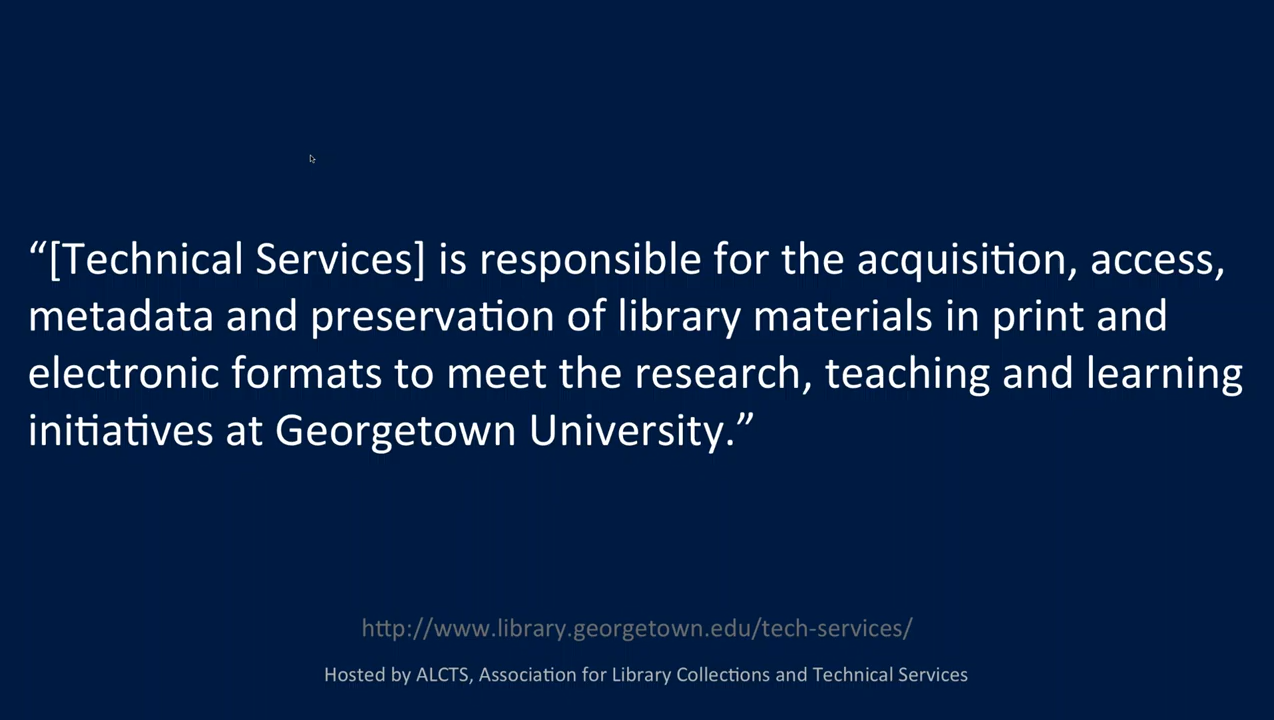 “[Technical Services] is responsible for the acquisition, access,
metadata and preservation of library materials in print and
electronic formats to meet the research, teaching and learning
initiatives at Georgetown University.”
http://www.library.georgetown.edu/tech-services/
Hosted by ALCTS, Association for Library Collections and Technical Services